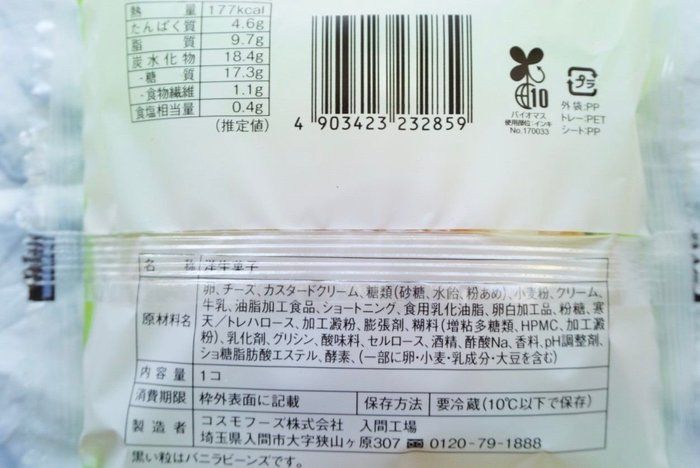 熱 量 177kcal
たんぱく質 4.6g
脂 質 9.7g
炭水化物 18.4g
-糖 質 17.3g
-食物繊維 1.1g
食塩相当量 0.4g
(推定値)
4 903423 232859
10
バイオマス
使用部位:インキ
No.170033
プラ
外袋:PP
トレー:PET
シート:PP
名 称 洋生菓子
原材料名 卵、チーズ、カスタードクリーム、糖類(砂糖、水飴、粉あめ)、小麦粉、クリーム、
牛乳、油脂加工食品、ショートニング、食用乳化油脂、卵白加工品、粉糖、寒
天/トレハロース、加工澱粉、膨張剤、糊料(増粘多糖類、HPMC、加工澱
粉)、乳化剤、グリシン、酸味料、セルロース、酒精、酢酸Na、香料、pH調整剤、
ショ糖脂肪酸エステル、酵素、(一部に卵・小麦・乳成分・大豆を含む)
内容量 1コ
消費期限 枠外表面に記載 保存方法 要冷蔵(10℃以下で保存)
製造者 コスモフーズ株式会社 入間工場
埼玉県入間市大字狭山ヶ原307 0120-79-1888
黒い粒はバニラビーンズです。